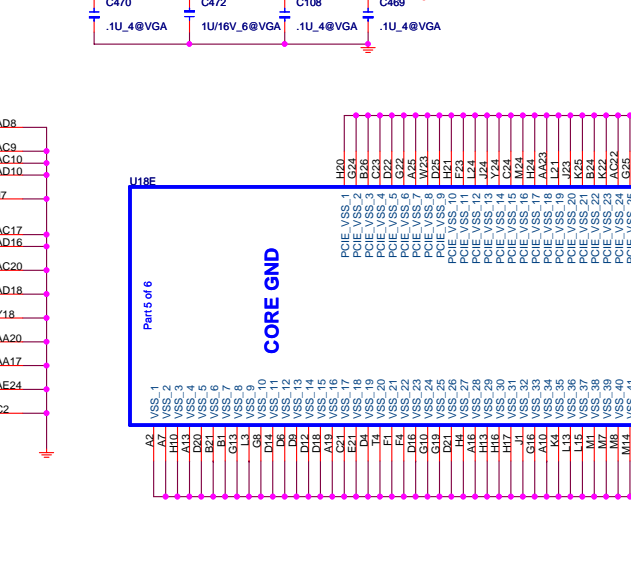 C470
C472
C108
C469
.1U_4@VGA
1U/16V_6@VGA
.1U_4@VGA
.1U_4@VGA
AD8
AC9
AC10
AD10
AC17
AD16
AC20
AD18
Y18
AA20
AA17
AE24
C2
U18E
H20
G24
B26
C23
D22
G22
A25
W23
D25
H21
F23
L24
J24
Y24
C24
M24
H24
AA23
L21
J23
K25
B24
K22
AC22
G25
PCIE_VSS_1
PCIE_VSS_2
PCIE_VSS_3
PCIE_VSS_4
PCIE_VSS_5
PCIE_VSS_6
PCIE_VSS_7
PCIE_VSS_8
PCIE_VSS_9
PCIE_VSS_10
PCIE_VSS_11
PCIE_VSS_12
PCIE_VSS_13
PCIE_VSS_14
PCIE_VSS_15
PCIE_VSS_16
PCIE_VSS_17
PCIE_VSS_18
PCIE_VSS_19
PCIE_VSS_20
PCIE_VSS_21
PCIE_VSS_22
PCIE_VSS_23
PCIE_VSS_24
Part 5 of 6
CORE GND
VSS_1
VSS_2
VSS_3
VSS_4
VSS_5
VSS_6
VSS_7
VSS_8
VSS_9
VSS_10
VSS_11
VSS_12
VSS_13
VSS_14
VSS_15
VSS_16
VSS_17
VSS_18
VSS_19
VSS_20
VSS_21
VSS_22
VSS_23
VSS_24
VSS_25
VSS_26
VSS_27
VSS_28
VSS_29
VSS_30
VSS_31
VSS_32
VSS_33
VSS_34
VSS_35
VSS_36
VSS_37
VSS_38
VSS_39
VSS_40
A2
A7
H10
A13
D20
B21
B1
G13
L3
G8
D14
D6
D9
D12
D18
A19
C21
E21
D4
T4
F1
F4
D16
G10
G19
D21
H4
A16
H13
H16
H17
J1
G16
A10
K4
L13
L15
M1
M7
M8
M14